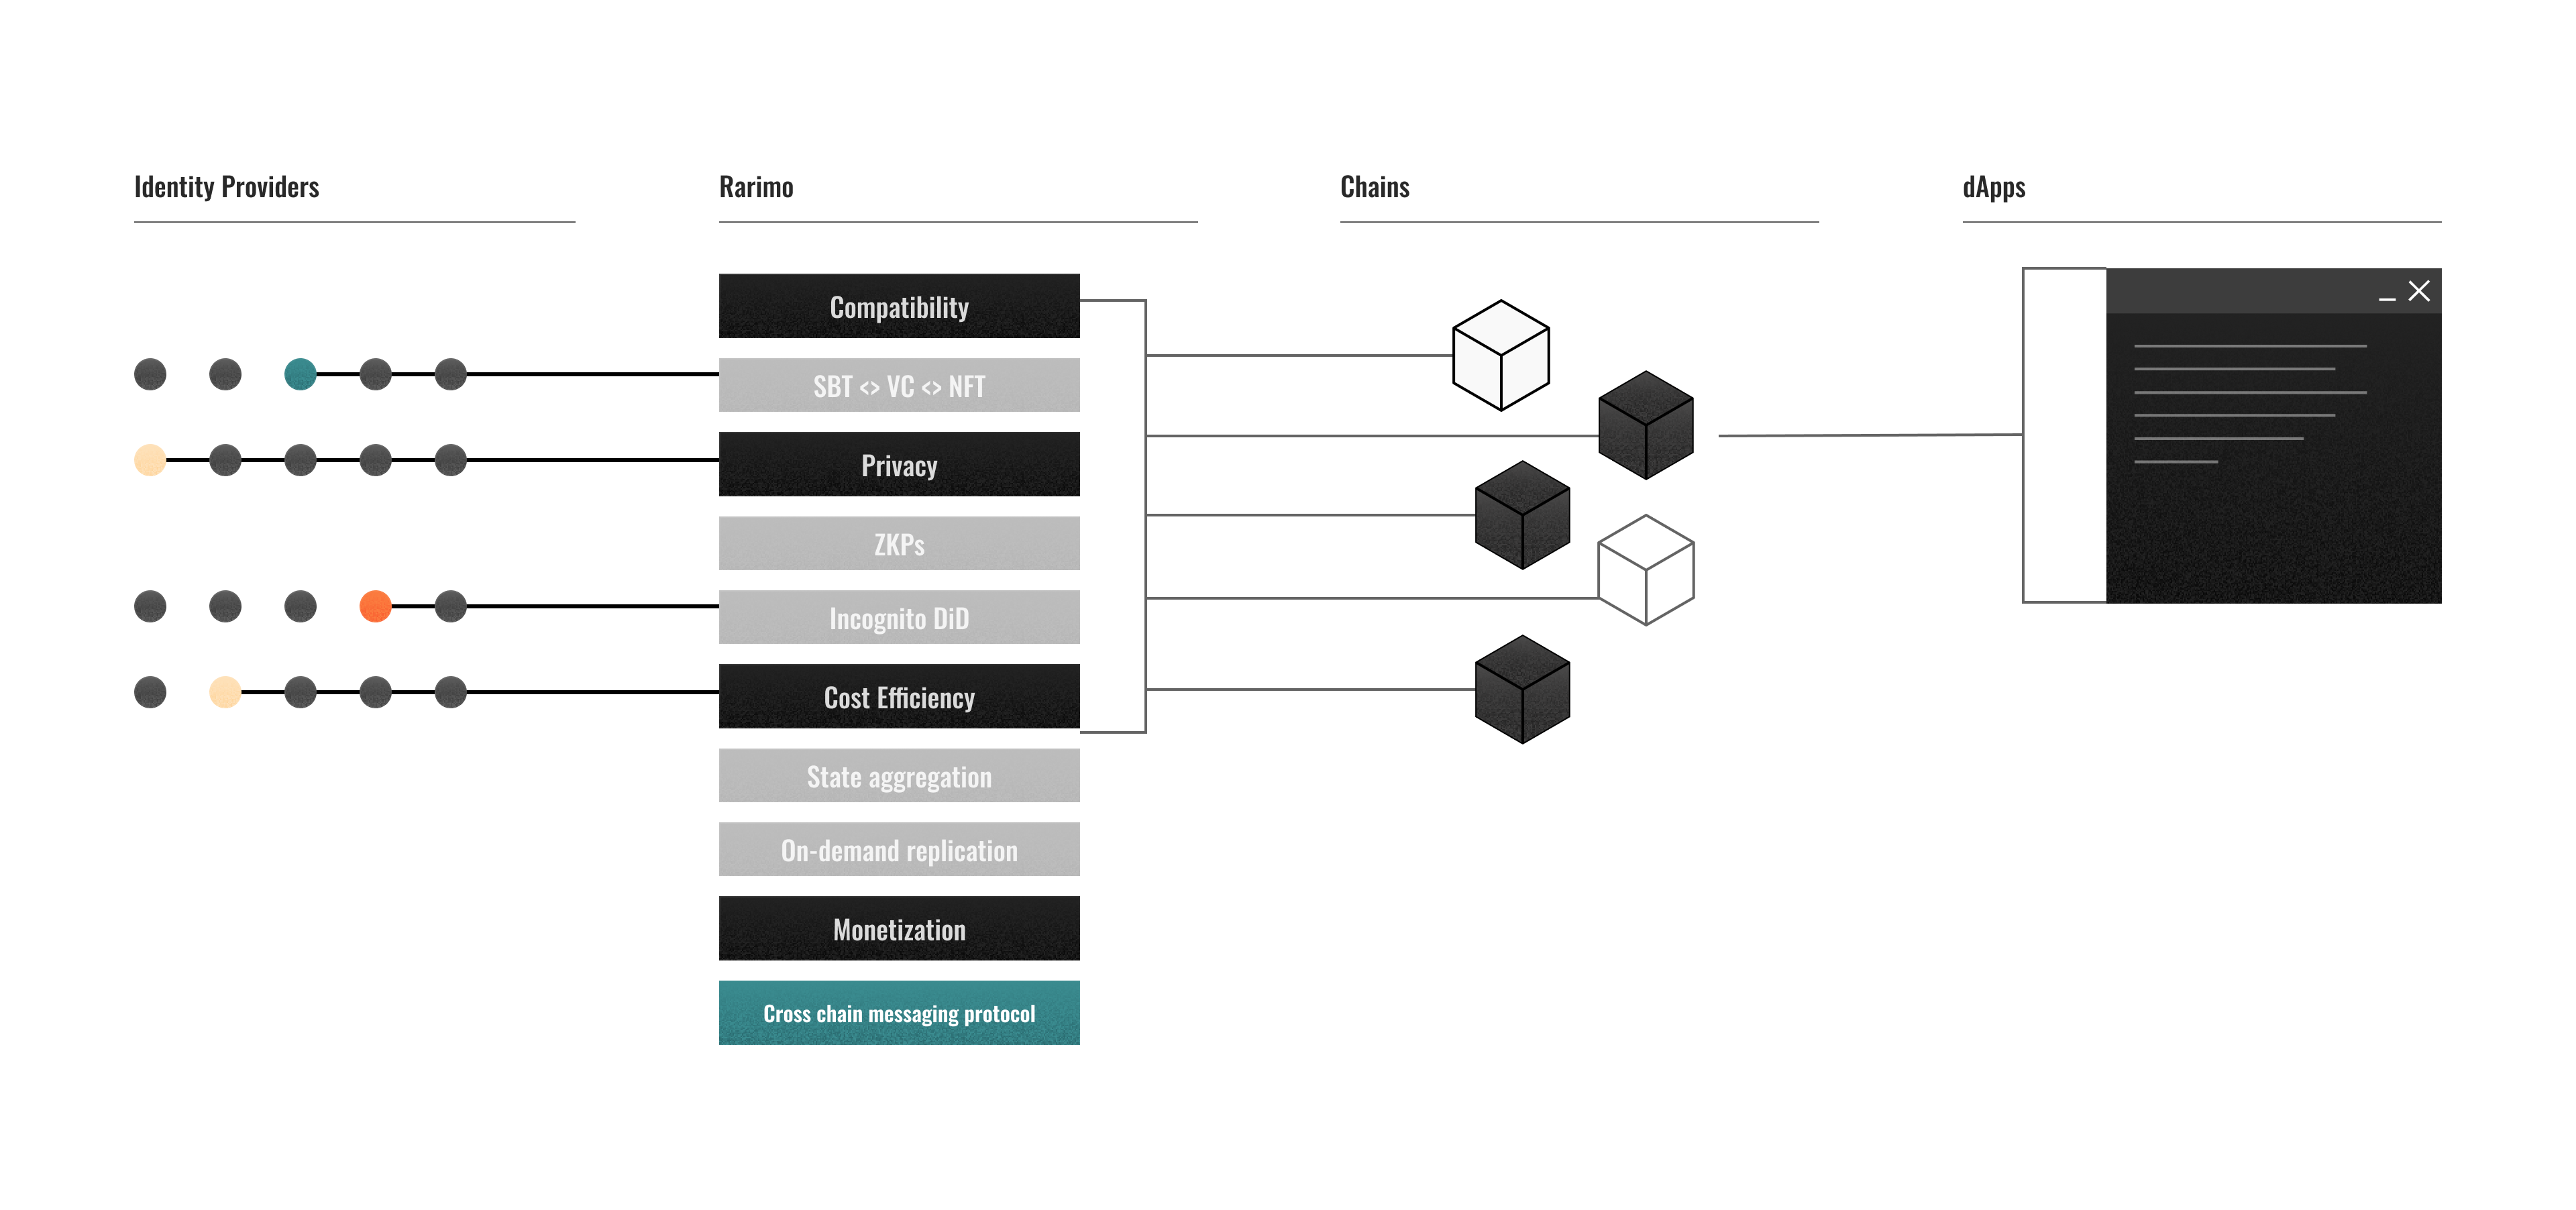 Identity Providers
Rarimo
Chains
dApps
Compatibility
SBT <> VC <> NFT
Privacy
ZKPs
Incognito DiD
Cost Efficiency
State aggregation
On-demand replication
Monetization
Cross chain messaging protocol